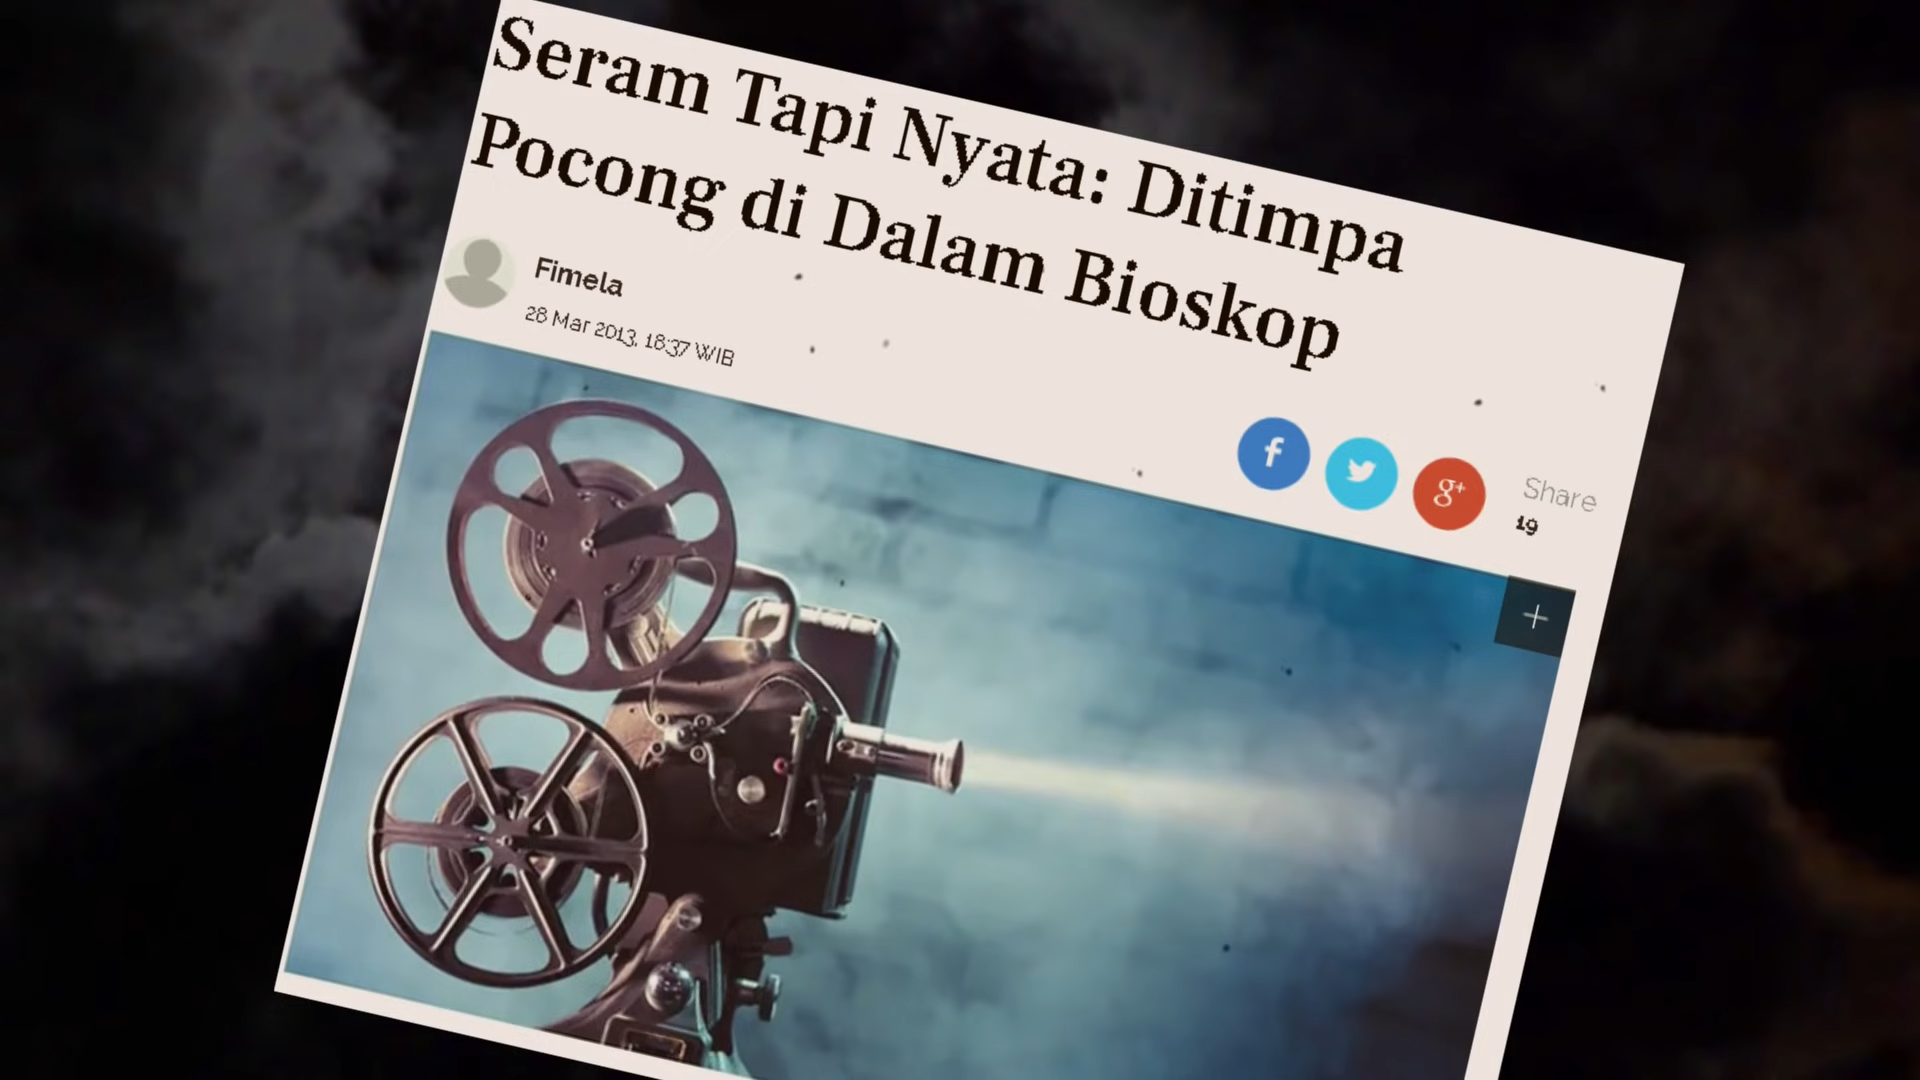 Seram Tapi Nyata: Ditimpa
Pocong di Dalam Bioskop
Fimela
28 Mar 2013, 18:37 WIB
f
g+
Share
19
+